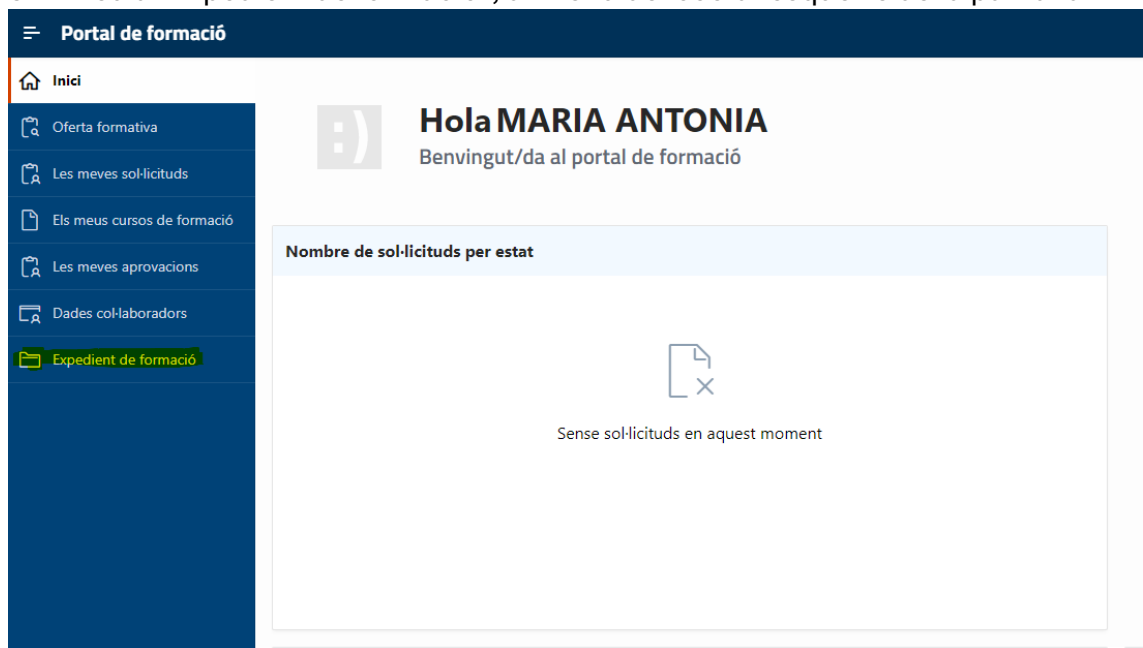 Portal de formació
Inici
Oferta formativa
Les meves sol·licituds
Els meus cursos de formació
Les meves aprovacions
Dades col·laboradors
Expedient de formació
:)
Hola MARIA ANTONIA
Benvingut/da al portal de formació
Nombre de sol·licituds per estat
Sense sol·licituds en aquest moment